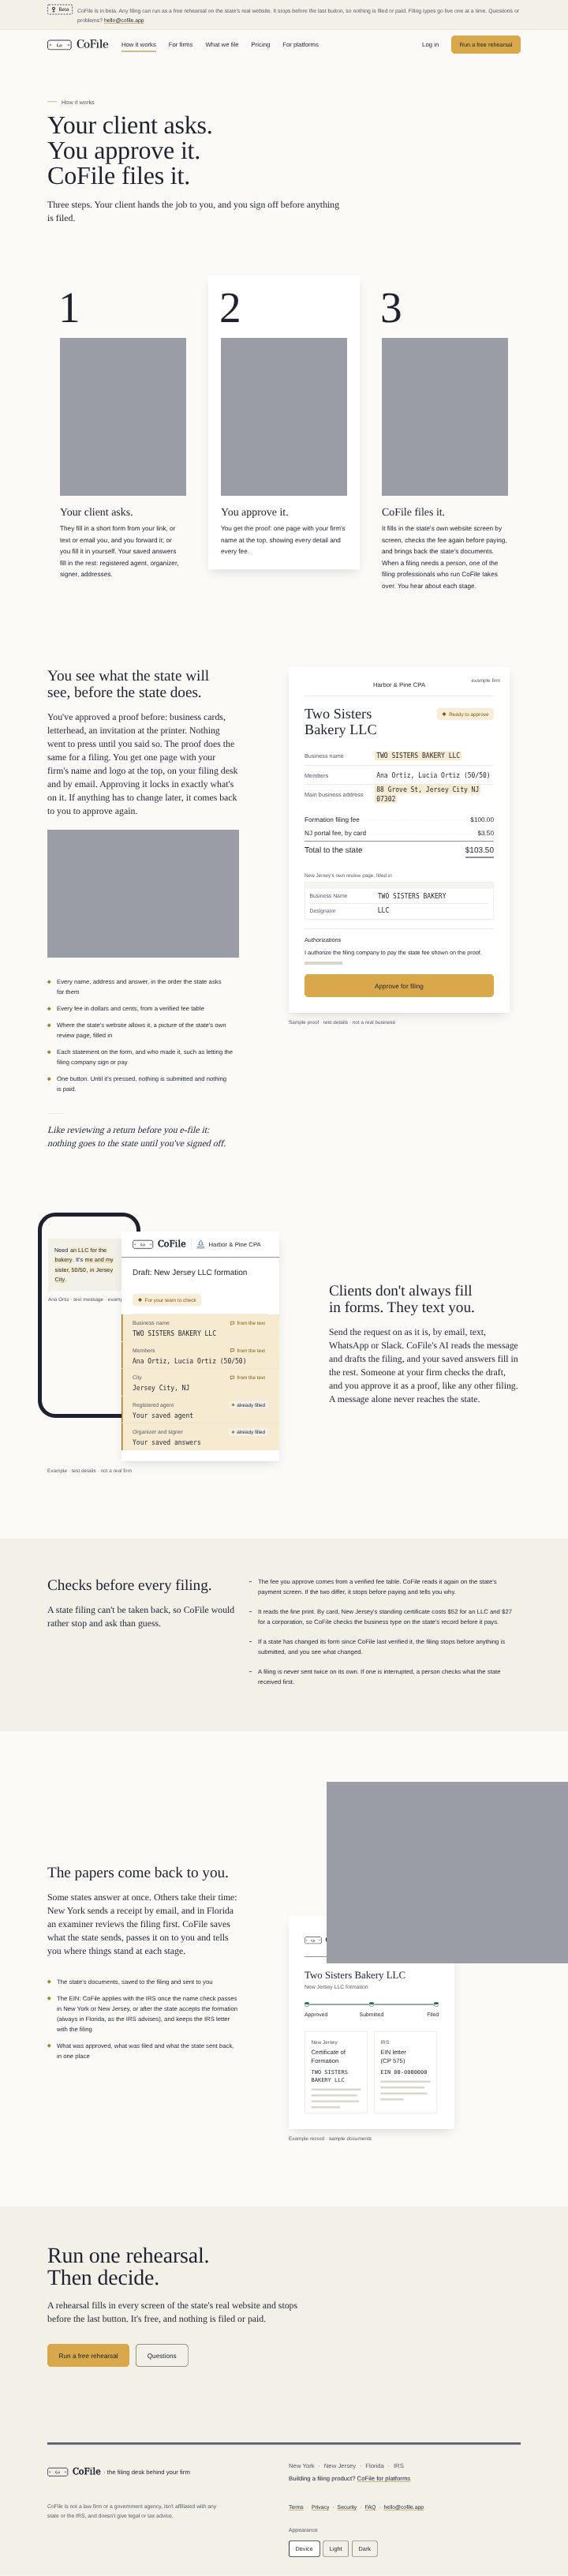 Beta
CoFile is in beta. Any filing can run as a free rehearsal on the state's real website. It stops before the last button, so nothing is filed or paid. Filing types go live one at a time. Questions or
problems? hello@cofile.app
Co CoFile How it works For firms What we file Pricing For platforms Log in Run a free rehearsal
How it works
Your client asks.
You approve it.
CoFile files it.
Three steps. Your client hands the job to you, and you sign off before anything
is filed.
1
2
3
Your client asks.
They fill in a short form from your link, or
text or email you, and you forward it; or
you fill it in yourself. Your saved answers
fill in the rest: registered agent, organizer,
signer, addresses.
You approve it.
You get the proof: one page with your firm's
name at the top, showing every detail and
every fee.
CoFile files it.
It fills in the state's own website screen by
screen, checks the fee again before paying,
and brings back the state's documents.
When a filing needs a person, one of the
filing professionals who run CoFile takes
over. You hear about each stage.
You see what the state will
see, before the state does.
You've approved a proof before: business cards,
letterhead, an invitation at the printer. Nothing
went to print until you said so. The proof does the
same for a filing. You get one page with your
firm's name and logo at the top, on your filing desk
and by email. Approving it locks in exactly what's
on it. If anything has to change later, it comes back
to you to approve again.
Every name, address and answer, in the order the state asks
for them
Every fee in dollars and cents, from a verified fee table
Where the state's website allows it, a picture of the state's own
review page, filled in
Each statement on the form, and who made it, such as letting the
filing company sign or pay
One button. Until it's pressed, nothing is submitted and nothing
is paid.
Like reviewing a return before you e-file it:
nothing goes to the state until you've signed off.
example firm
Harbor & Pine CPA
Two Sisters
Bakery LLC
Ready to approve
Business name TWO SISTERS BAKERY LLC
Members Ana Ortiz, Lucia Ortiz (50/50)
Main business address 88 Grove St, Jersey City NJ
07302
Formation filing fee $100.00
NJ portal fee, by card $3.50
Total to the state $103.50
New Jersey's own review page, filled in
Business Name TWO SISTERS BAKERY
Designator LLC
Authorizations
I authorize the filing company to pay the state fee shown on the proof.
Approve for filing
Sample proof · test details · not a real business
Need an LLC for the
bakery. It's me and my
sister, 50/50, in Jersey
City.
Ana Ortiz · text message · examp
Co CoFile Harbor & Pine CPA
Draft: New Jersey LLC formation
For your team to check
Business name from the text
TWO SISTERS BAKERY LLC
Members from the text
Ana Ortiz, Lucia Ortiz (50/50)
City from the text
Jersey City, NJ
Registered agent already filled
Your saved agent
Organizer and signer already filled
Your saved answers
Example · test details · not a real firm
Clients don't always fill
in forms. They text you.
Send the request on as it is, by email, text,
WhatsApp or Slack. CoFile's AI reads the message
and drafts the filing, and your saved answers fill in
the rest. Someone at your firm checks the draft,
and you approve it as a proof, like any other filing.
A message alone never reaches the state.
Checks before every filing.
A state filing can't be taken back, so CoFile would
rather stop and ask than guess.
– The fee you approve comes from a verified fee table. CoFile reads it again on the state's
payment screen. If the two differ, it stops before paying and tells you why.
– It reads the fine print. By card, New Jersey's standing certificate costs $52 for an LLC and $27
for a corporation, so CoFile checks the business type on the state's record before it pays.
– If a state has changed its form since CoFile last verified it, the filing stops before anything is
submitted, and you see what changed.
– A filing is never sent twice on its own. If one is interrupted, a person checks what the state
received first.
The papers come back to you.
Some states answer at once. Others take their time:
New York sends a receipt by email, and in Florida
an examiner reviews the filing first. CoFile saves
what the state sends, passes it on to you and tells
you where things stand at each stage.
The state's documents, saved to the filing and sent to you
The EIN: CoFile applies with the IRS once the name check passes
in New York or New Jersey, or after the state accepts the formation
(always in Florida, as the IRS advises), and keeps the IRS letter
with the filing
What was approved, what was filed and what the state sent back,
in one place
Co
Two Sisters Bakery LLC
New Jersey LLC formation
Approved Submitted Filed
New Jersey
Certificate of
Formation
TWO SISTERS
BAKERY LLC
IRS
EIN letter
(CP 575)
EIN 00-0000000
Example record · sample documents
Run one rehearsal.
Then decide.
A rehearsal fills in every screen of the state's real website and stops
before the last button. It's free, and nothing is filed or paid.
Run a free rehearsal Questions
Co CoFile · the filing desk behind your firm
CoFile is not a law firm or a government agency, isn't affiliated with any
state or the IRS, and doesn't give legal or tax advice.
New York · New Jersey · Florida · IRS
Building a filing product? CoFile for platforms
Terms · Privacy · Security · FAQ · hello@cofile.app
Appearance
Device Light Dark